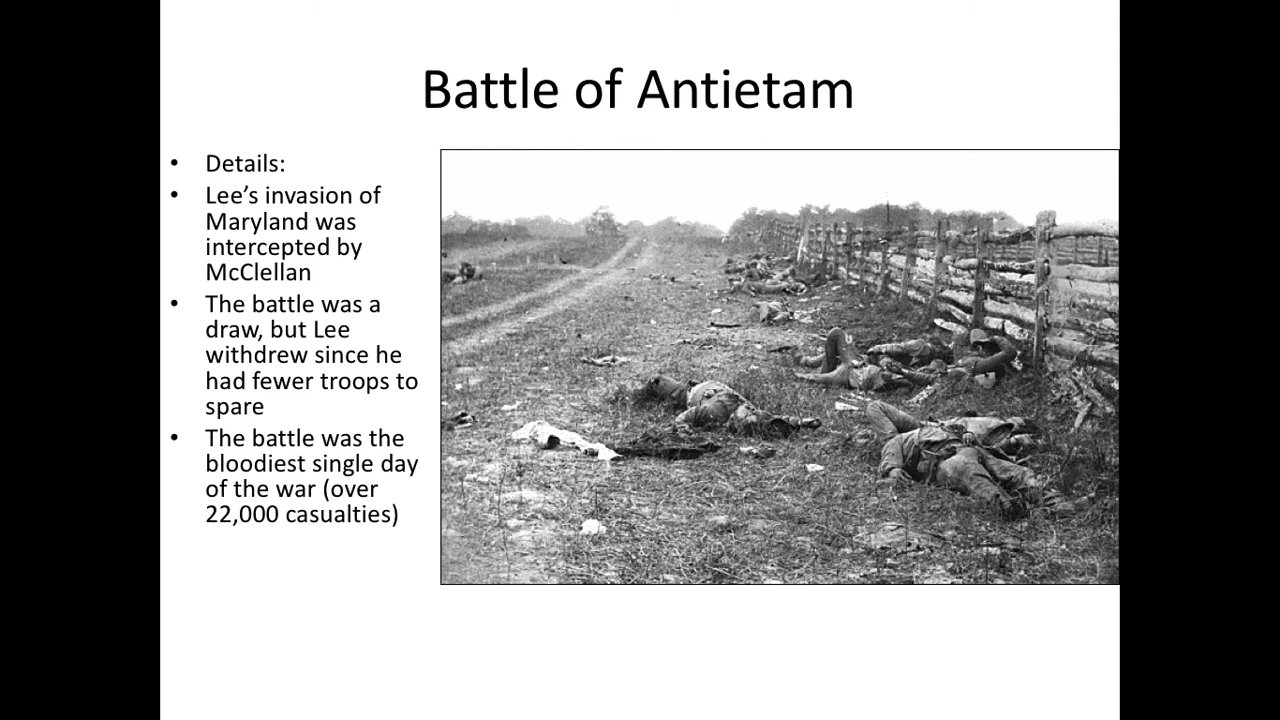 Battle of Antietam
• Details:
• Lee’s invasion of
Maryland was
intercepted by
McClellan
• The battle was a
draw, but Lee
withdrew since he
had fewer troops to
spare
• The battle was the
bloodiest single day
of the war (over
22,000 casualties)